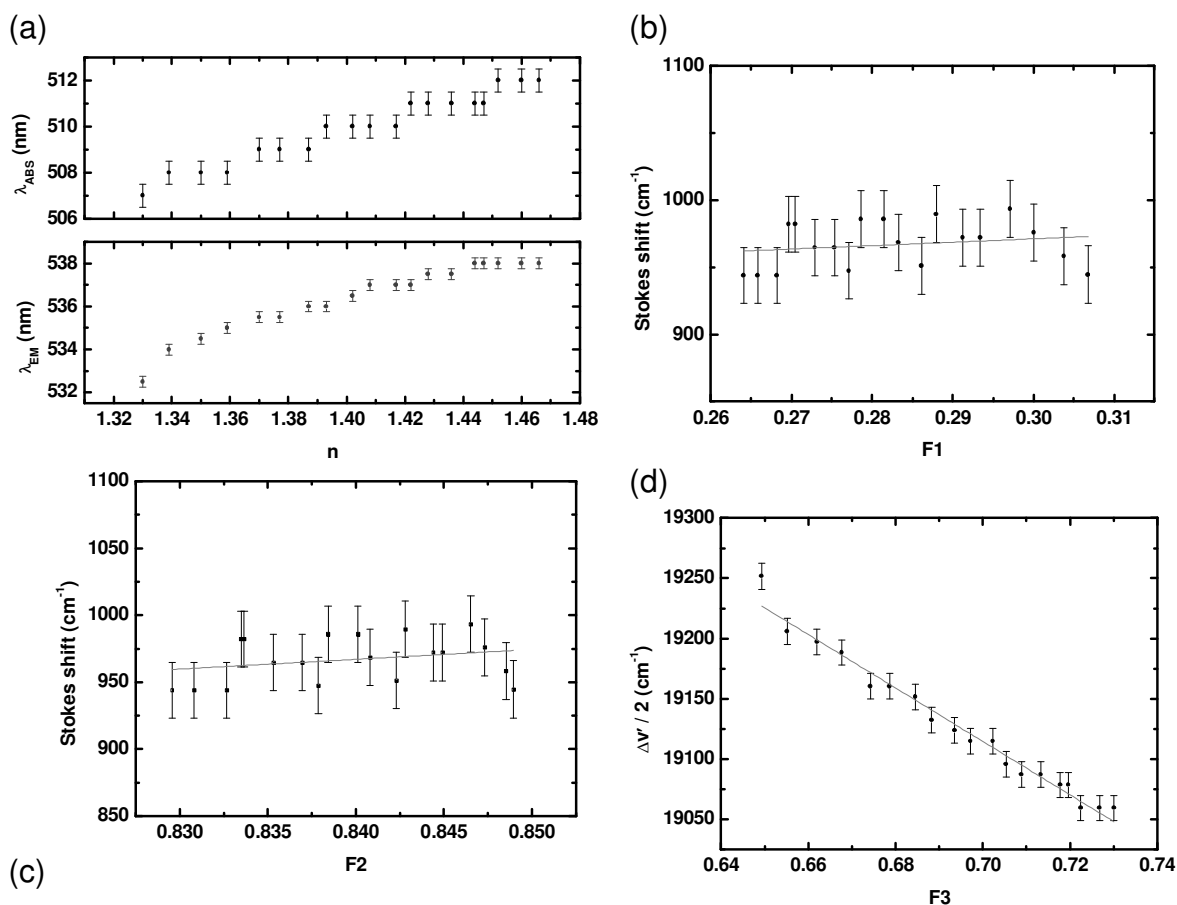 (a)
512
510
508
506
λABS (nm)
538
536
534
532
λEM (nm)
1.32 1.34 1.36 1.38 1.40 1.42 1.44 1.46 1.48
n
(b)
1100
1000
900
Stokes shift (cm⁻¹)
0.26 0.27 0.28 0.29 0.30 0.31
F1
1100
1050
1000
950
900
850
Stokes shift (cm⁻¹)
0.830 0.835 0.840 0.845 0.850
F2
(c)
(d)
19300
19250
19200
19150
19100
19050
Δν' / 2 (cm⁻¹)
0.64 0.66 0.68 0.70 0.72 0.74
F3